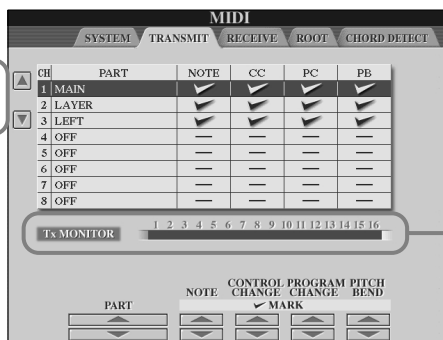 MIDI
SYSTEM TRANSMIT RECEIVE ROOT CHORD DETECT
CH PART NOTE CC PC PB
1 MAIN
2 LAYER
3 LEFT
4 OFF — — — —
5 OFF — — — —
6 OFF — — — —
7 OFF — — — —
8 OFF — — — —
1 2 3 4 5 6 7 8 9 10 11 12 13 14 15 16
Tx MONITOR
CONTROL PROGRAM PITCH
NOTE CHANGE CHANGE BEND
PART ✓ MARK